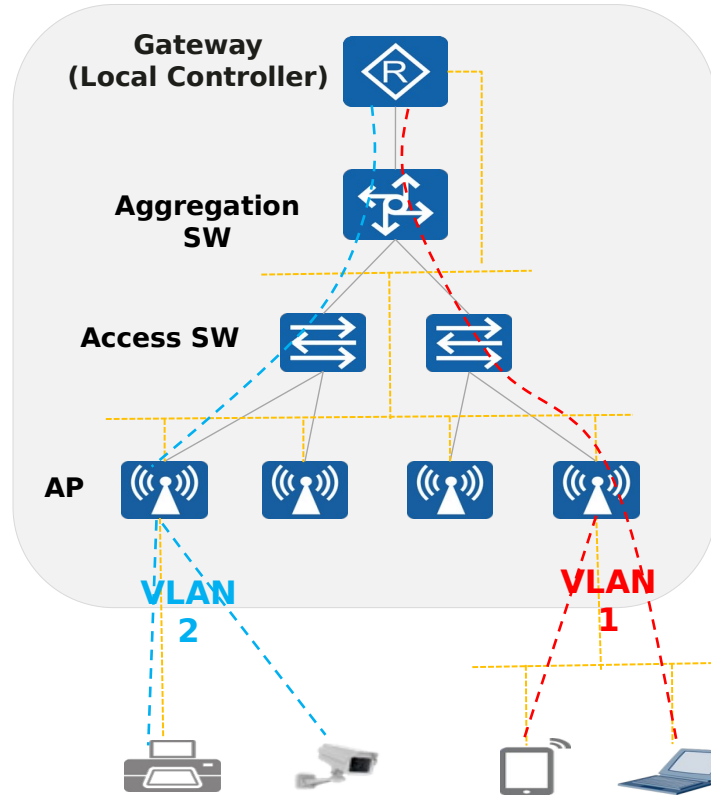 Gateway
(Local Controller)
R
Aggregation
SW
Access SW
AP
VLAN
2
VLAN
1